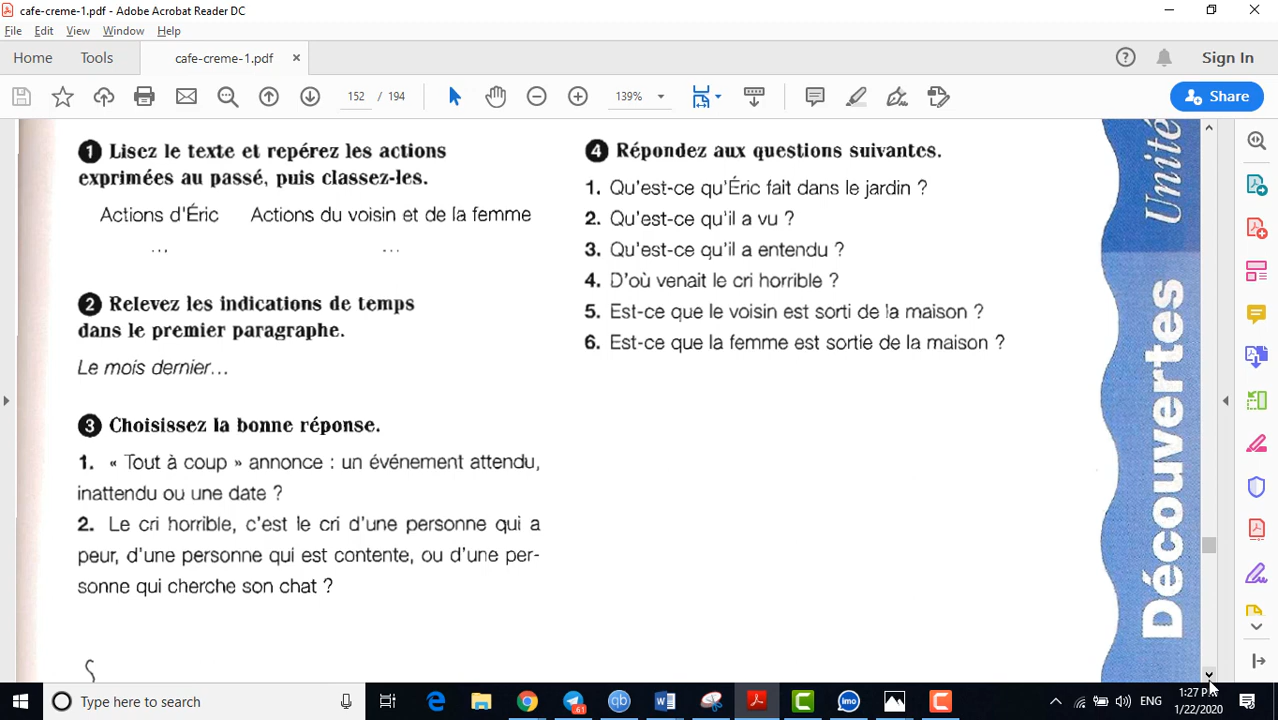 cafe-creme-1.pdf - Adobe Acrobat Reader DC
File Edit View Window Help
Home Tools cafe-creme-1.pdf × Sign In
152 / 194 139% Share
1 Lisez le texte et repérez les actions
exprimées au passé, puis classez-les.
Actions d'Éric Actions du voisin et de la femme
... ...
2 Relevez les indications de temps
dans le premier paragraphe.
Le mois dernier...
3 Choisissez la bonne réponse.
1. « Tout à coup » annonce : un événement attendu,
inattendu ou une date ?
2. Le cri horrible, c'est le cri d'une personne qui a
peur, d'une personne qui est contente, ou d'une per-
sonne qui cherche son chat ?
4 Répondez aux questions suivantes.
1. Qu'est-ce qu'Éric fait dans le jardin ?
2. Qu'est-ce qu'il a vu ?
3. Qu'est-ce qu'il a entendu ?
4. D'où venait le cri horrible ?
5. Est-ce que le voisin est sorti de la maison ?
6. Est-ce que la femme est sortie de la maison ?
Unité
Découvertes
Type here to search
61
qb
imo
ENG
1:27 P
1/22/2020